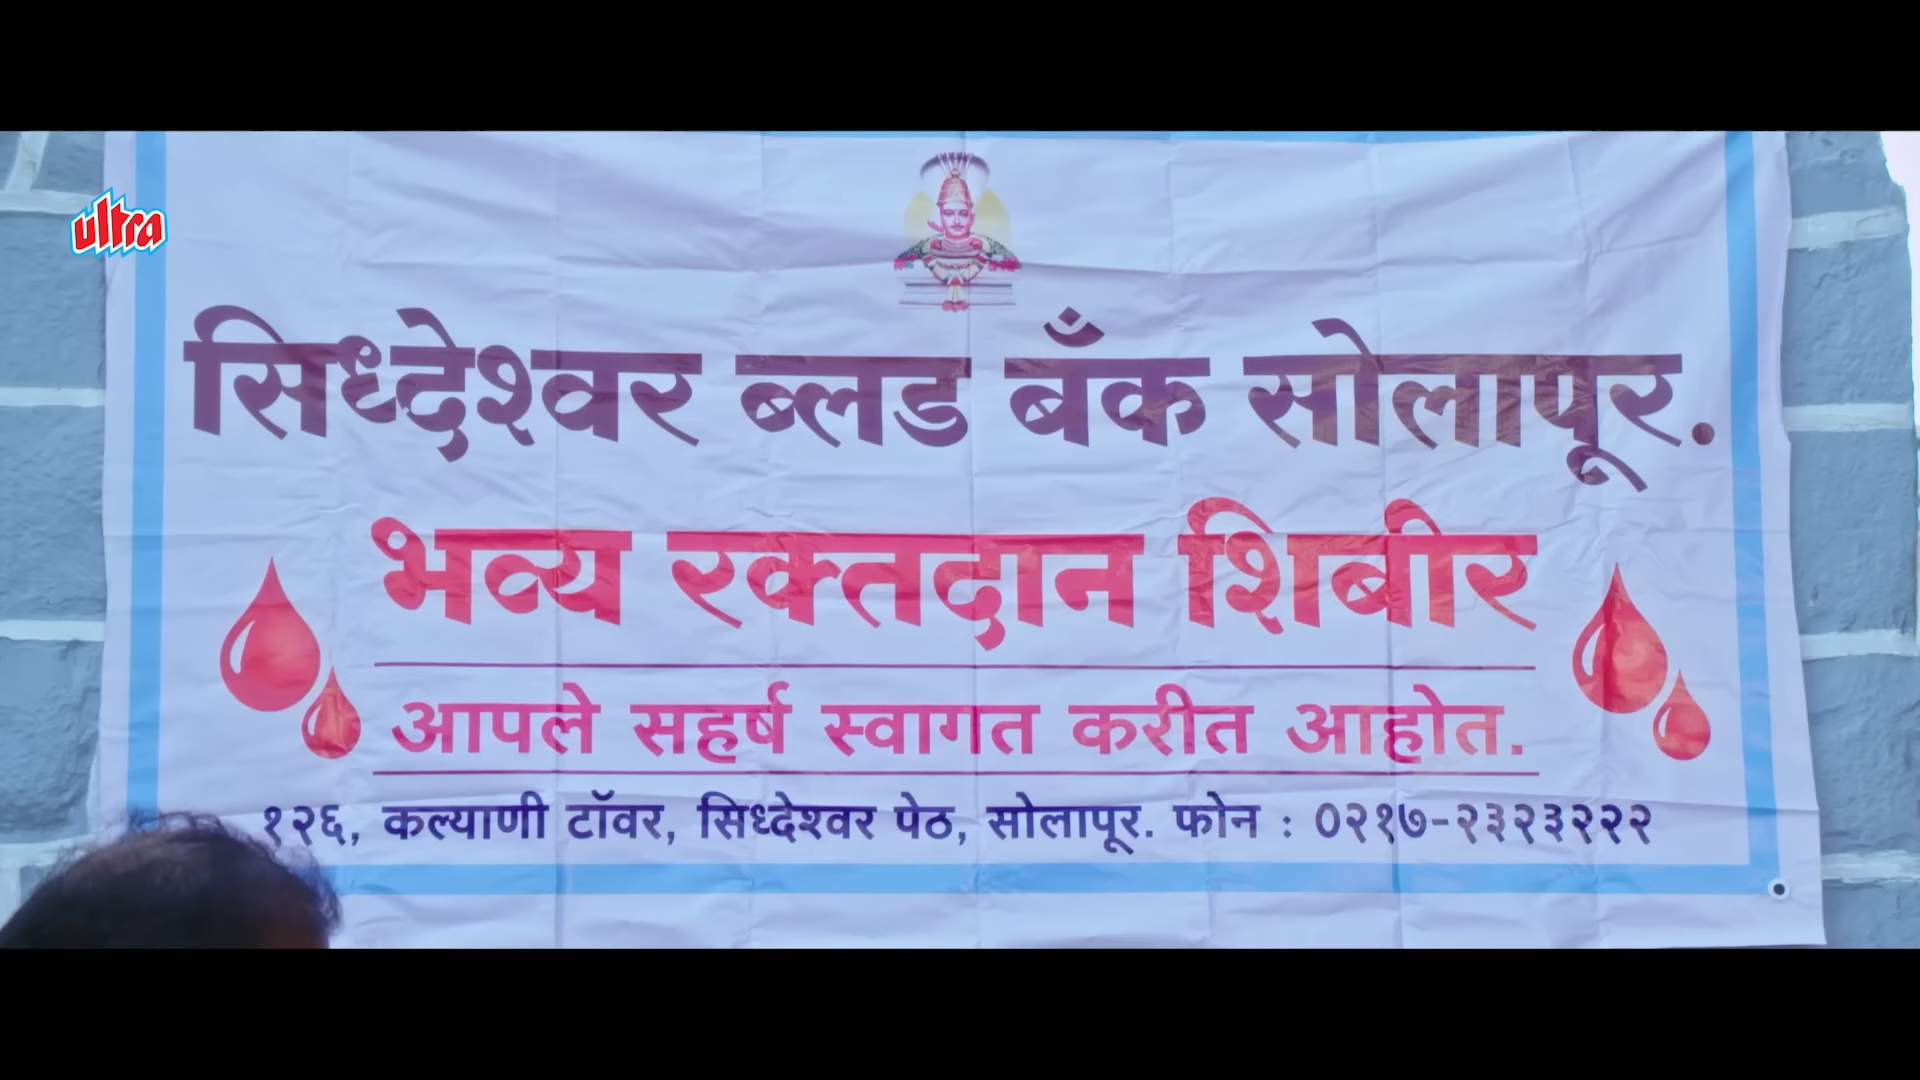 ultra
सिध्देश्वर ब्लड बँक सोलापूर.
भव्य रक्तदान शिबीर
आपले सहर्ष स्वागत करीत आहोत.
१२६, कल्याणी टॉवर, सिध्देश्वर पेठ, सोलापूर. फोन : ०२१७-२३२३२२२